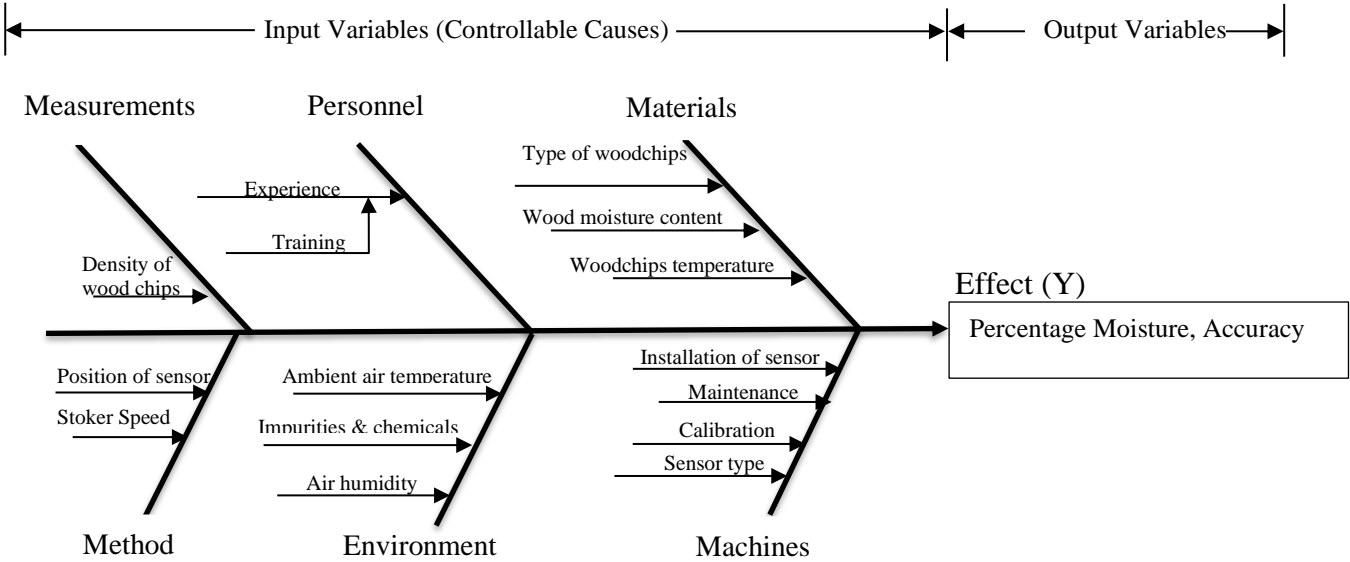 Input Variables (Controllable Causes)
Output Variables
Measurements
Personnel
Materials
Type of woodchips
Experience
Wood moisture content
Training
Density of
wood chips
Woodchips temperature
Effect (Y)
Percentage Moisture, Accuracy
Position of sensor
Stoker Speed
Ambient air temperature
Impurities & chemicals
Air humidity
Installation of sensor
Maintenance
Calibration
Sensor type
Method
Environment
Machines